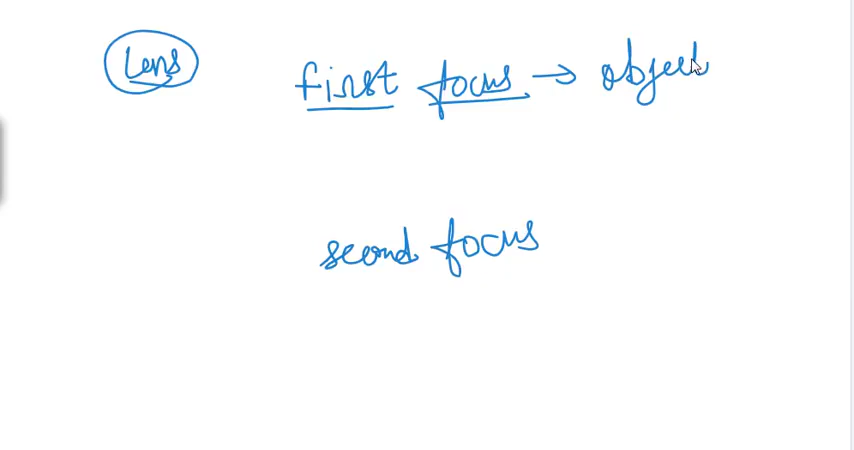 Lens
first focus → object
second focus